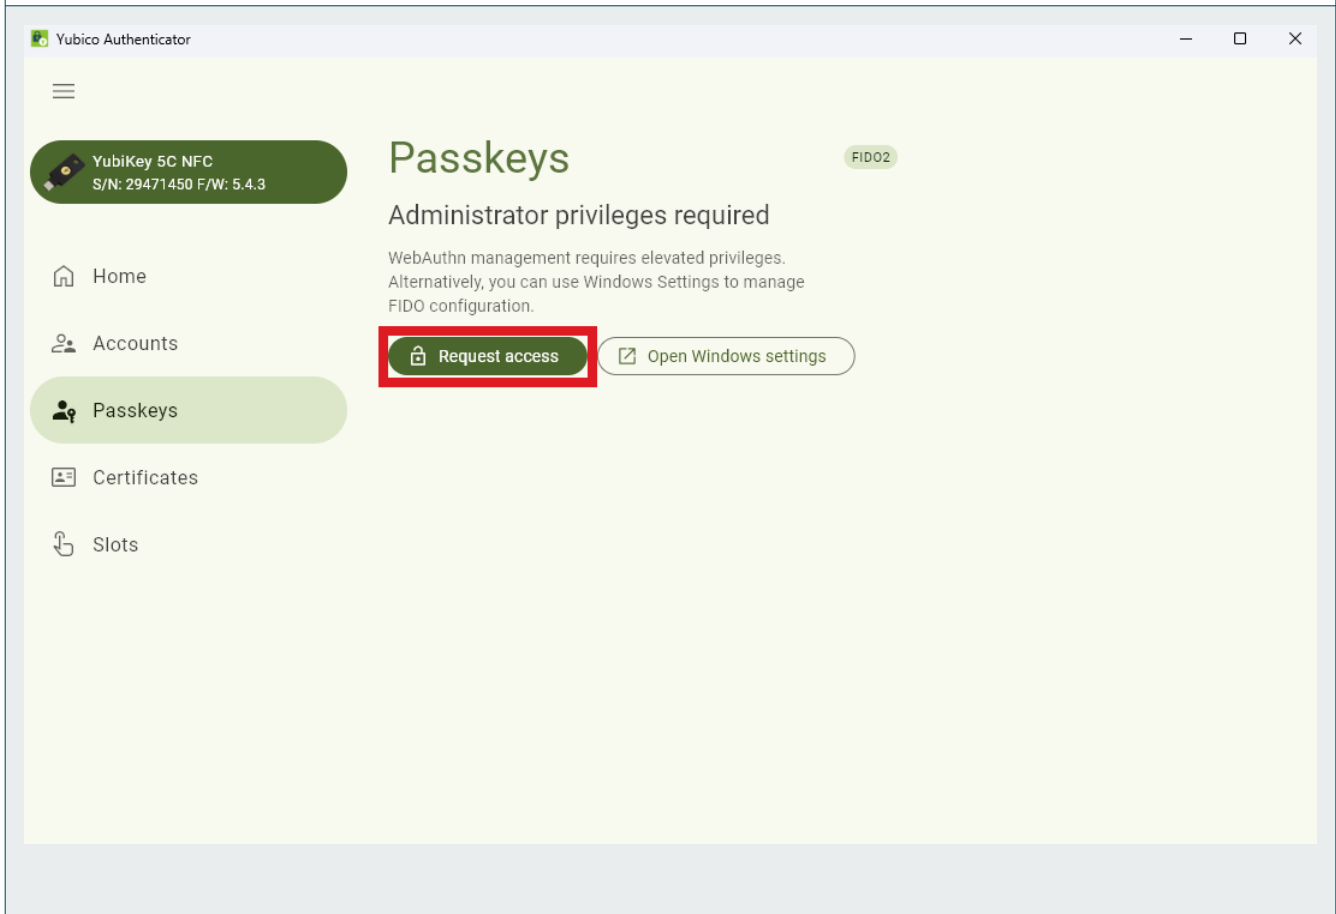 Yubico Authenticator
YubiKey 5C NFC
S/N: 29471450 F/W: 5.4.3
Home
Accounts
Passkeys
Certificates
Slots
Passkeys
FIDO2
Administrator privileges required
WebAuthn management requires elevated privileges.
Alternatively, you can use Windows Settings to manage
FIDO configuration.
Request access
Open Windows settings